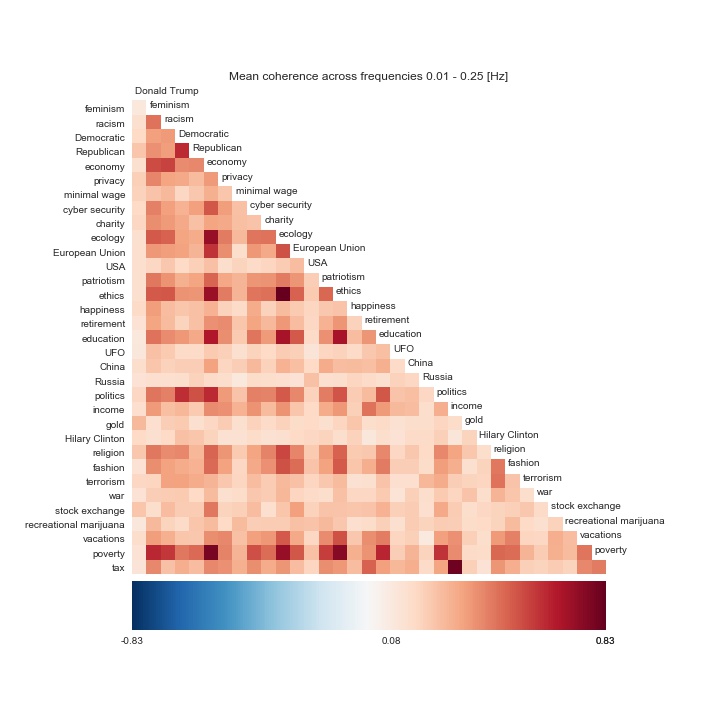 Mean coherence across frequencies 0.01 - 0.25 [Hz]
Donald Trump
feminism feminism
racism racism
Democratic Democratic
Republican Republican
economy economy
privacy privacy
minimal wage minimal wage
cyber security cyber security
charity charity
ecology ecology
European Union European Union
USA USA
patriotism patriotism
ethics ethics
happiness happiness
retirement retirement
education education
UFO UFO
China China
Russia Russia
politics politics
income income
gold gold
Hilary Clinton Hilary Clinton
religion religion
fashion fashion
terrorism terrorism
war war
stock exchange stock exchange
recreational marijuana recreational marijuana
vacations vacations
poverty poverty
tax
-0.83 0.08 0.83